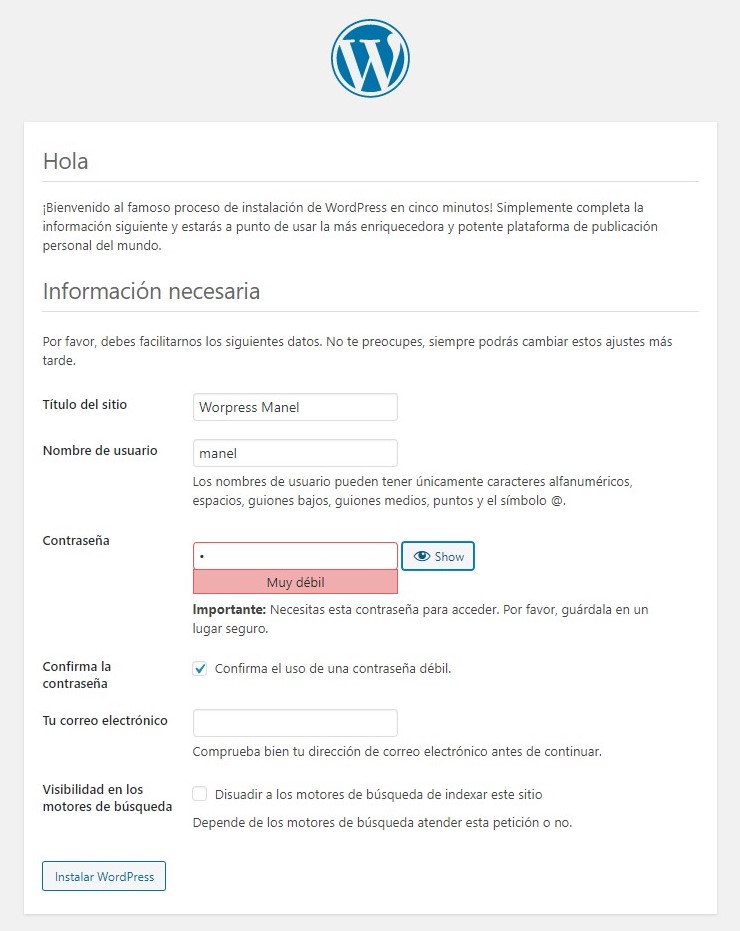 Hola
¡Bienvenido al famoso proceso de instalación de WordPress en cinco minutos! Simplemente completa la
información siguiente y estarás a punto de usar la más enriquecedora y potente plataforma de publicación
personal del mundo.
Información necesaria
Por favor, debes facilitarnos los siguientes datos. No te preocupes, siempre podrás cambiar estos ajustes más
tarde.
Título del sitio
Worpress Manel
Nombre de usuario
manel
Los nombres de usuario pueden tener únicamente caracteres alfanuméricos,
espacios, guiones bajos, guiones medios, puntos y el símbolo @.
Contraseña
•
Show
Muy débil
Importante: Necesitas esta contraseña para acceder. Por favor, guárdala en un
lugar seguro.
Confirma la
contraseña
Confirma el uso de una contraseña débil.
Tu correo electrónico
Comprueba bien tu dirección de correo electrónico antes de continuar.
Visibilidad en los
motores de búsqueda
Disuadir a los motores de búsqueda de indexar este sitio
Depende de los motores de búsqueda atender esta petición o no.
Instalar WordPress